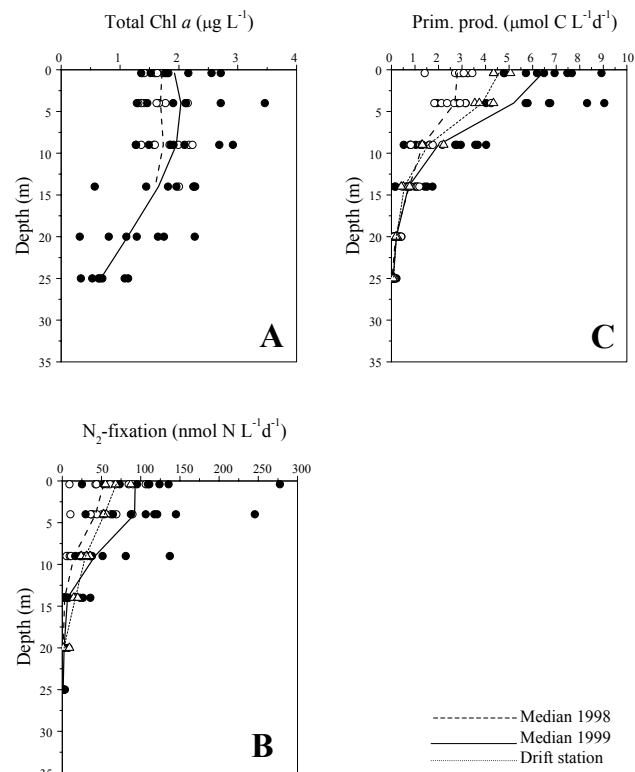 Total Chl a (μg L⁻¹)
0 1 2 3 4
0
5
10
15
20
25
30
35
Depth (m)
A
Prim. prod. (μmol C L⁻¹d⁻¹)
0 1 2 3 4 5 6 7 8 9 10
0
5
10
15
20
25
30
35
Depth (m)
C
N₂-fixation (nmol N L⁻¹d⁻¹)
0 50 100 150 200 250 300
0
5
10
15
20
25
30
35
Depth (m)
B
Median 1998
Median 1999
Drift station